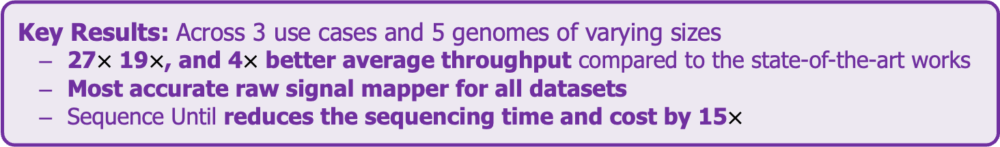 Key Results: Across 3 use cases and 5 genomes of varying sizes
– 27× 19×, and 4× better average throughput compared to the state-of-the-art works
– Most accurate raw signal mapper for all datasets
– Sequence Until reduces the sequencing time and cost by 15×